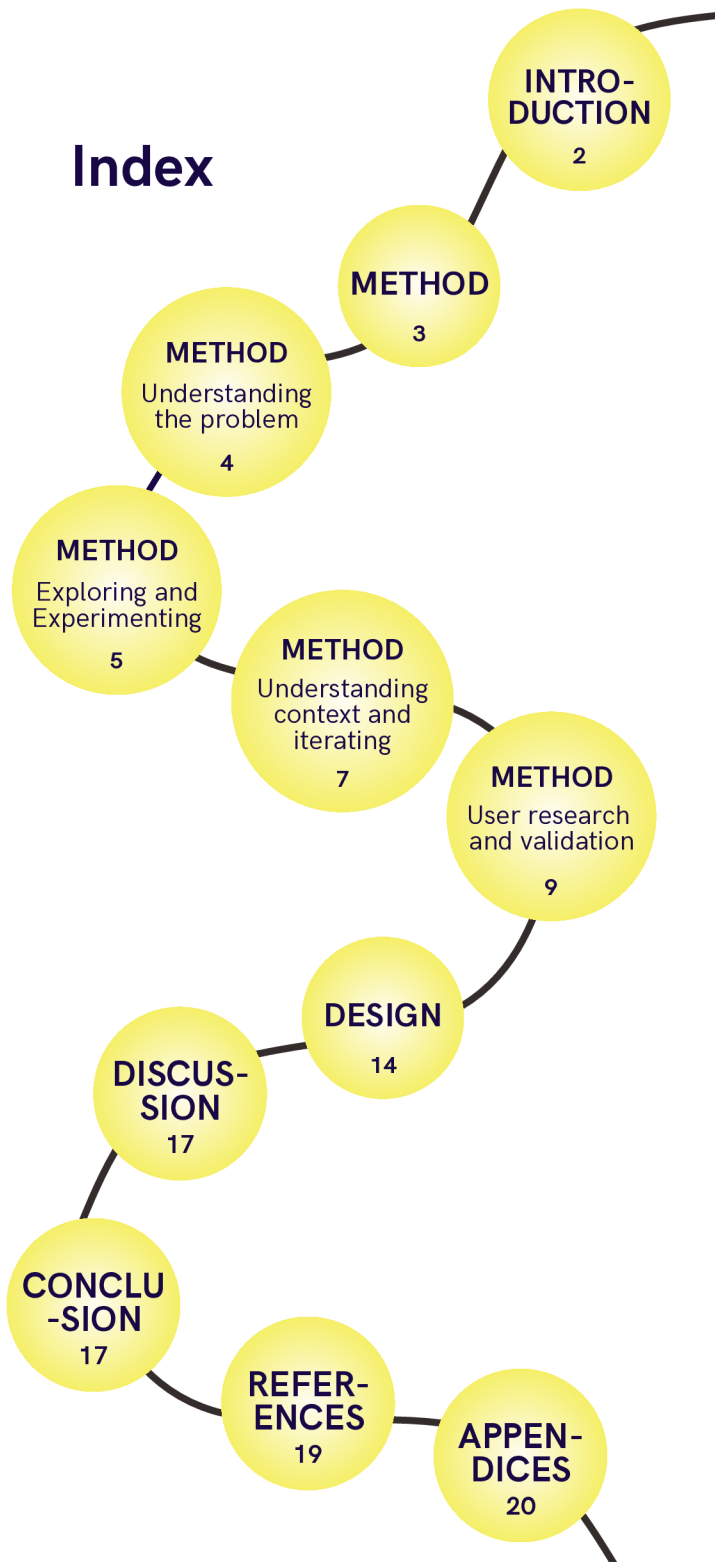 Index
INTRO-
DUCTION
2
METHOD
3
METHOD
Understanding
the problem
4
METHOD
Exploring and
Experimenting
5
METHOD
Understanding
context and
iterating
7
METHOD
User research
and validation
9
DESIGN
14
DISCUS-
SION
17
CONCLU
-SION
17
REFER-
ENCES
19
APPEN-
DICES
20